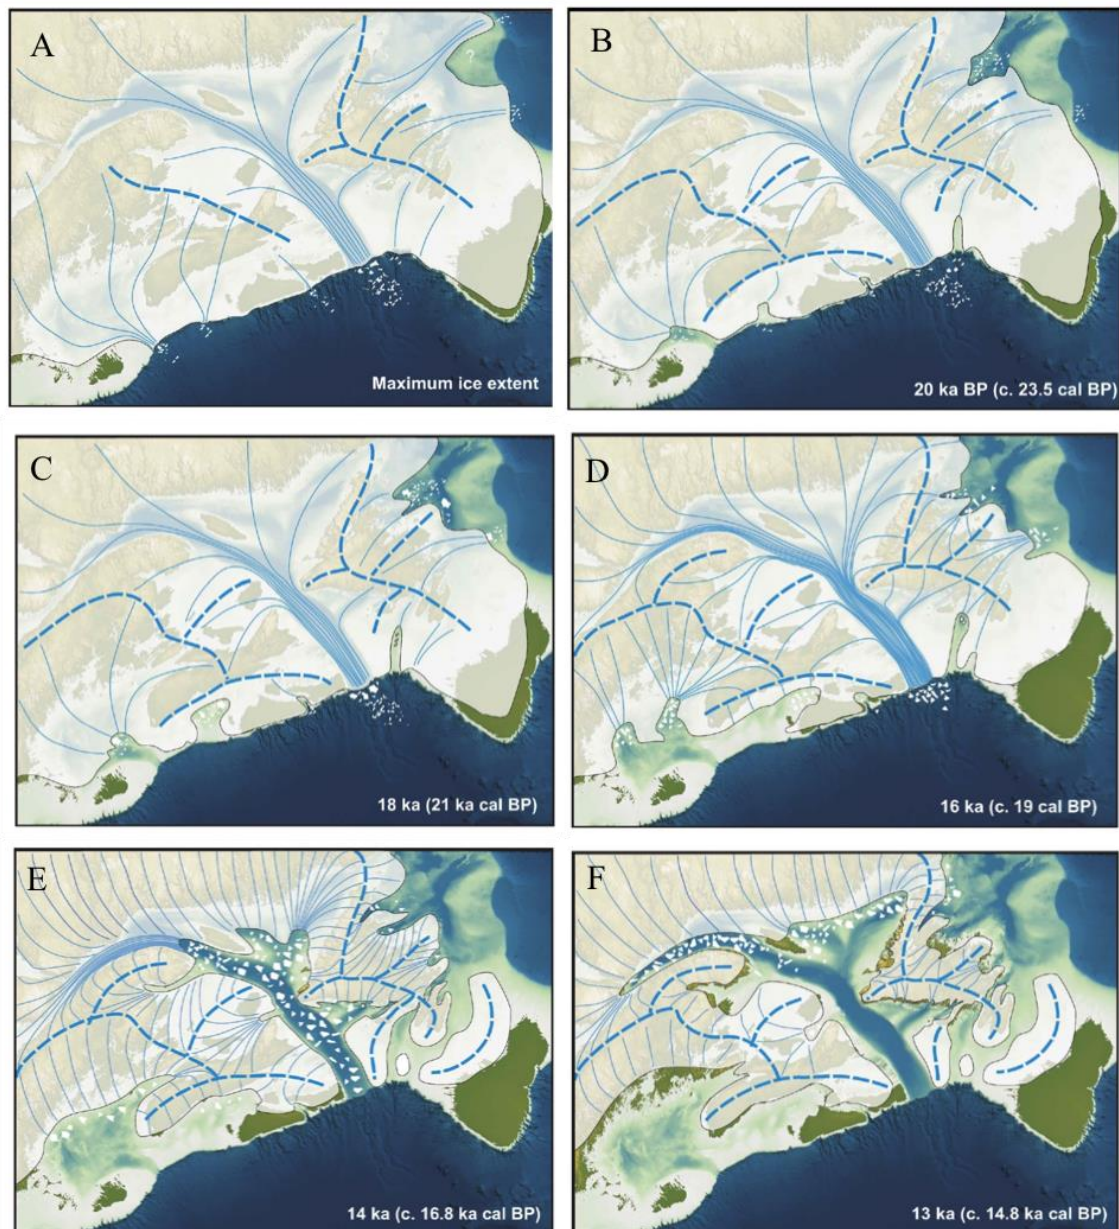 A
?
Maximum ice extent
B
20 ka BP (c. 23.5 cal BP)
C
18 ka (21 ka cal BP)
D
16 ka (c. 19 cal BP)
E
14 ka (c. 16.8 ka cal BP)
F
13 ka (c. 14.8 ka cal BP)